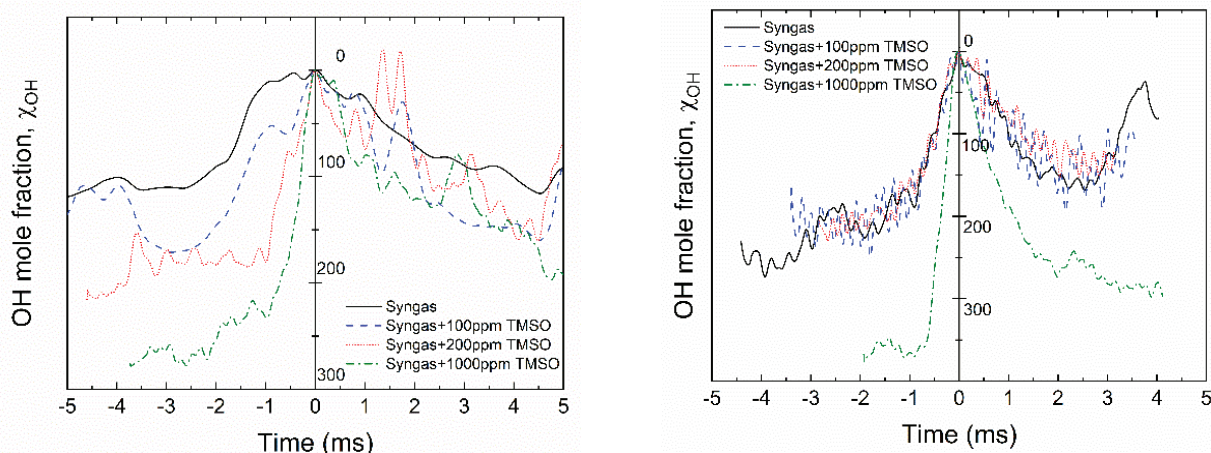 OH mole fraction, χOH
0
100
200
300
Syngas
Syngas+100ppm TMSO
Syngas+200ppm TMSO
Syngas+1000ppm TMSO
-5 -4 -3 -2 -1 0 1 2 3 4 5
Time (ms)
OH mole fraction, χOH
Syngas
Syngas+100ppm TMSO
Syngas+200ppm TMSO
Syngas+1000ppm TMSO
0
100
200
300
-5 -4 -3 -2 -1 0 1 2 3 4 5
Time (ms)